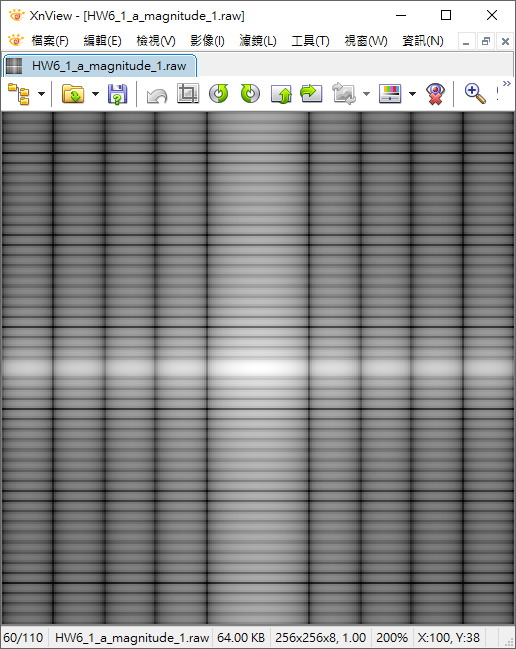 XnView - [HW6_1_a_magnitude_1.raw]
檔案(F) 編輯(E) 檢視(V) 影像(I) 濾鏡(L) 工具(T) 視窗(W) 資訊(N)
HW6_1_a_magnitude_1.raw
60/110 HW6_1_a_magnitude_1.raw 64.00 KB 256x256x8, 1.00 200% X:100, Y:38